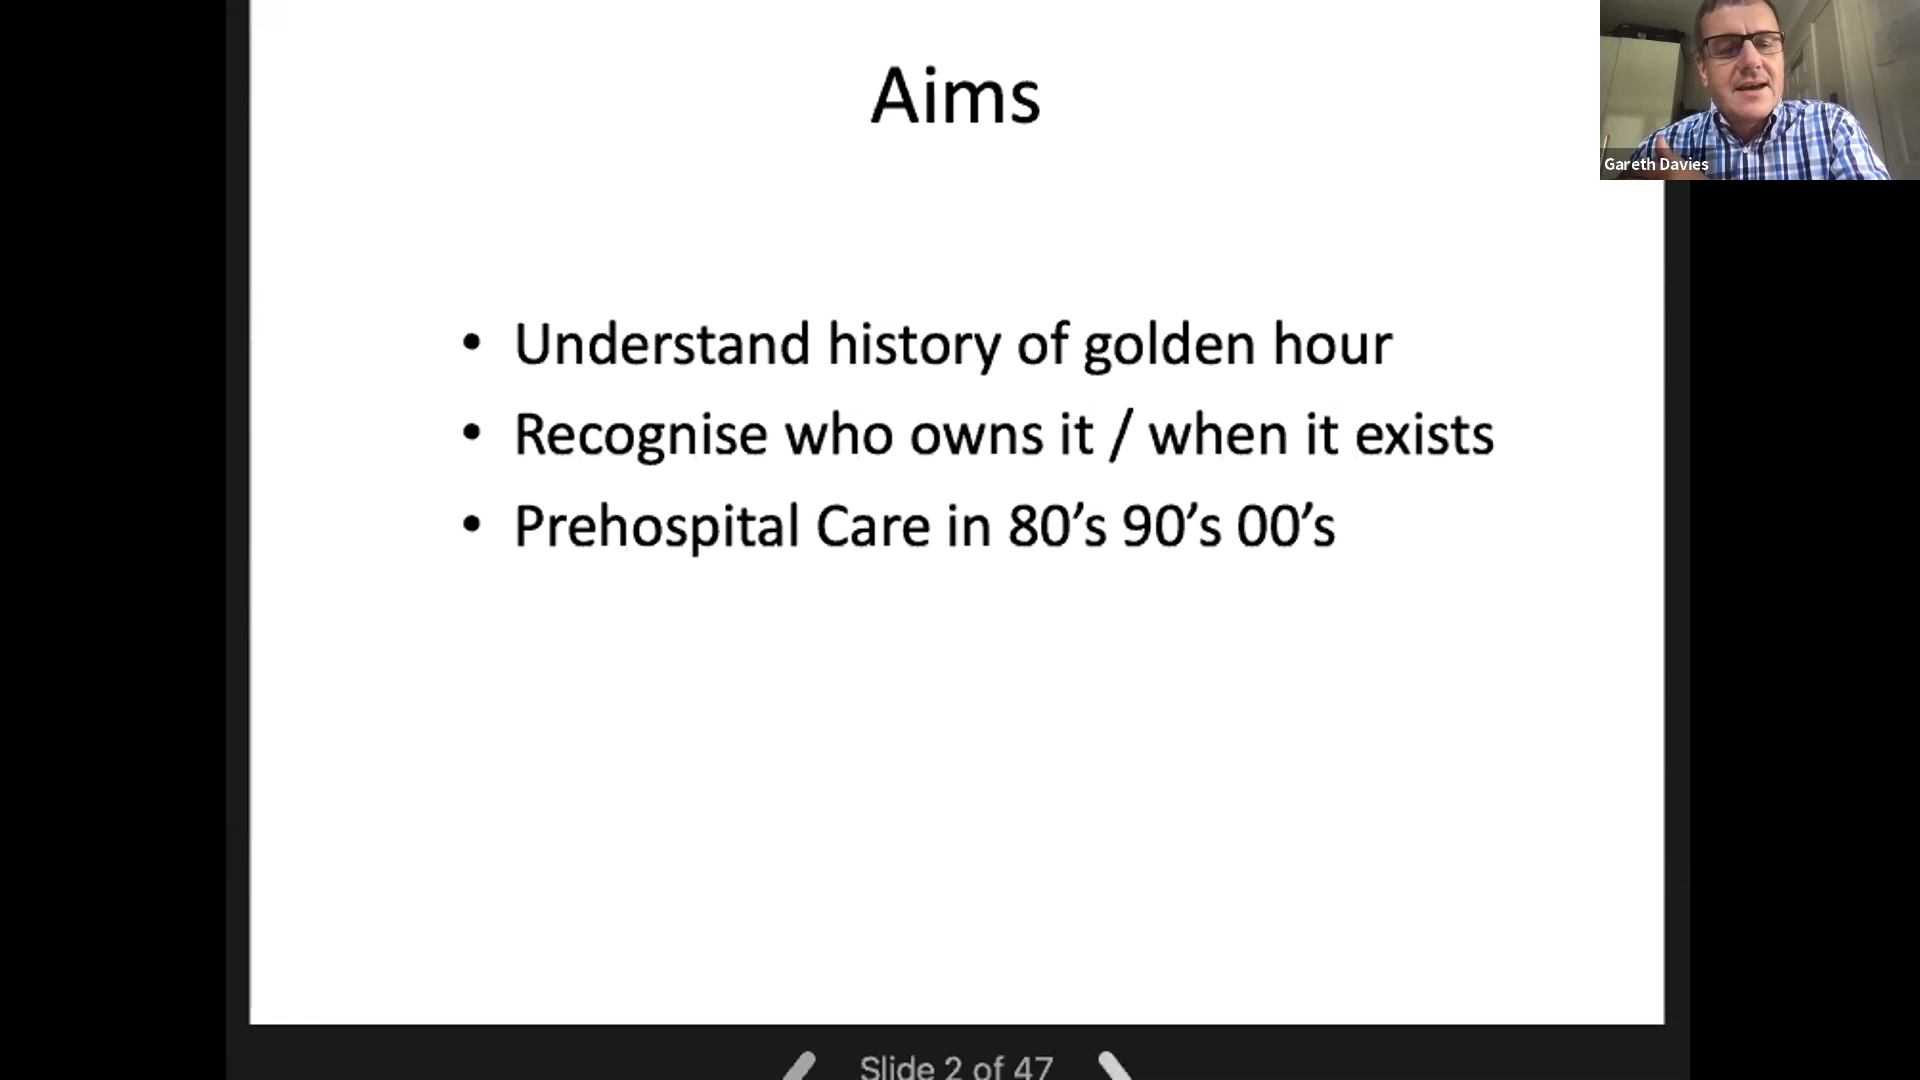 Aims
• Understand history of golden hour
• Recognise who owns it / when it exists
• Prehospital Care in 80’s 90’s 00’s
Gareth Davies
Slide 2 of 47